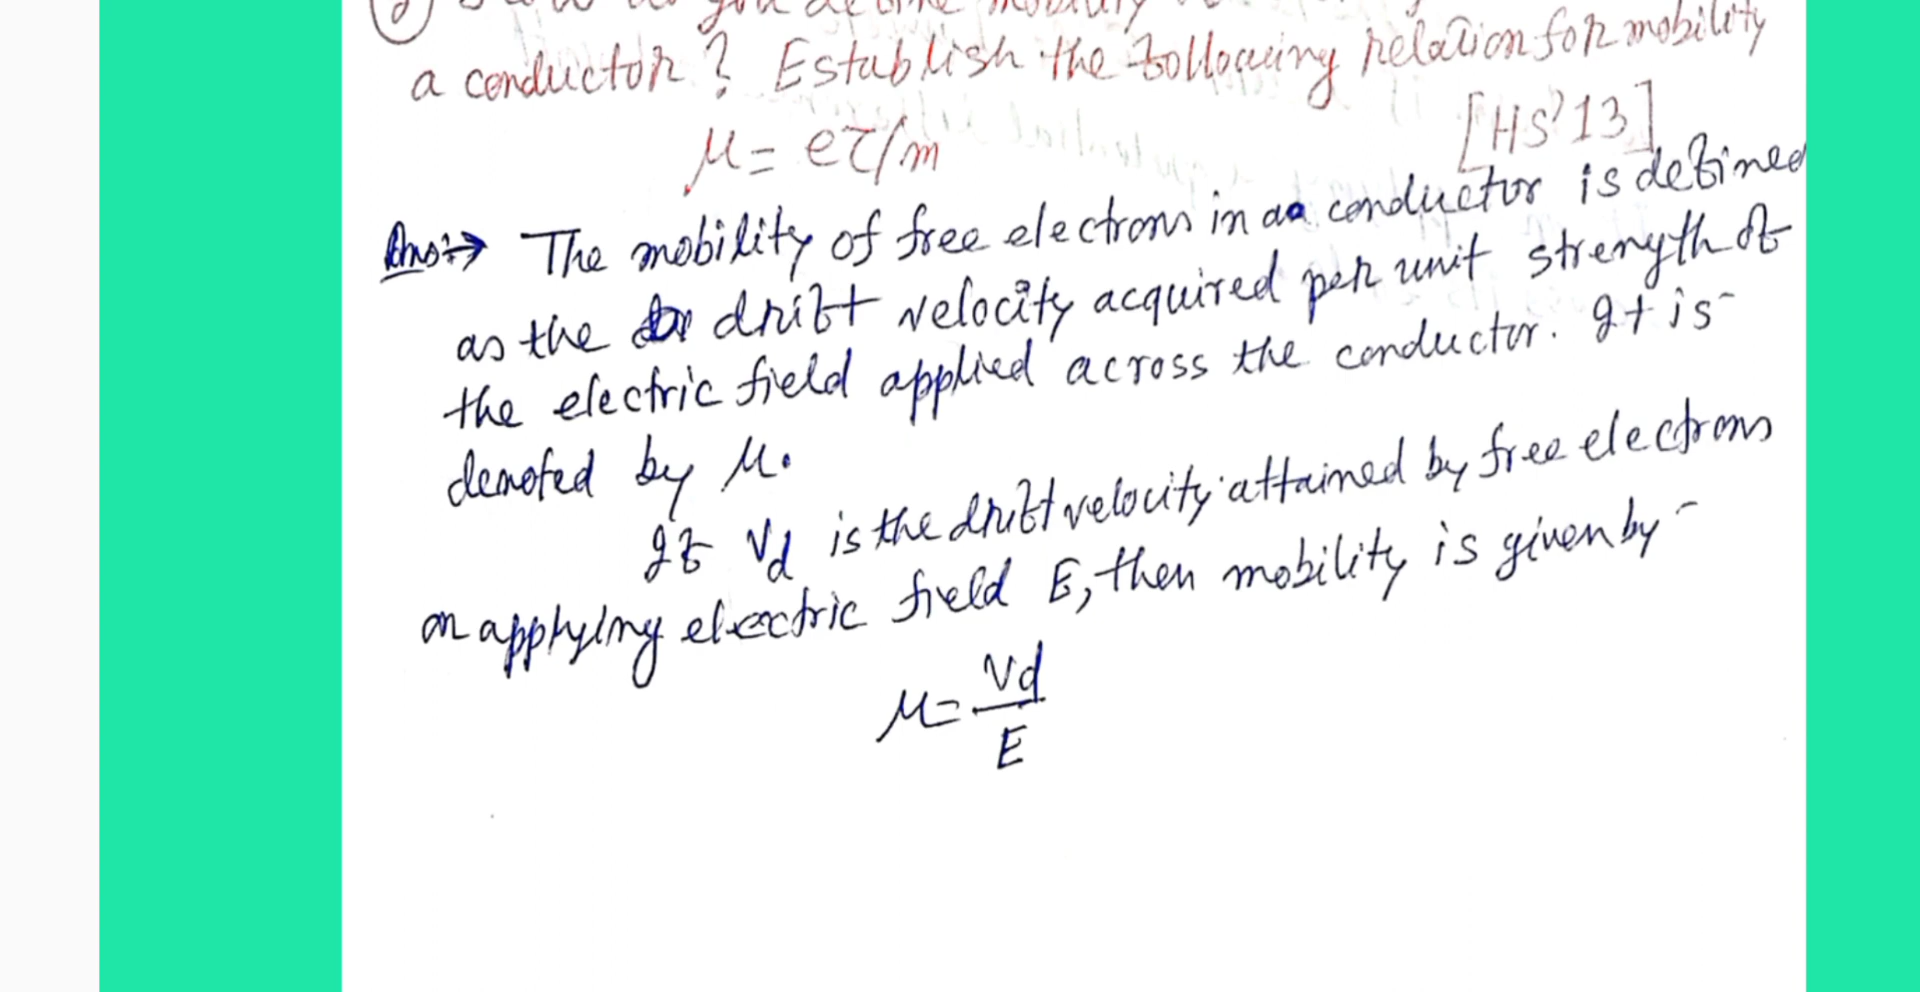 a conductor? Establish the following relation for mobility
μ = eτ/m [HS'13]
Ans:→ The mobility of free electrons in a conductor is defined
as the drift velocity acquired per unit strength of
the electric field applied across the conductor. It is-
denoted by μ.
If Vd is the drift velocity attained by free electrons
on applying electric field E, then mobility is given by -
μ = Vd
E